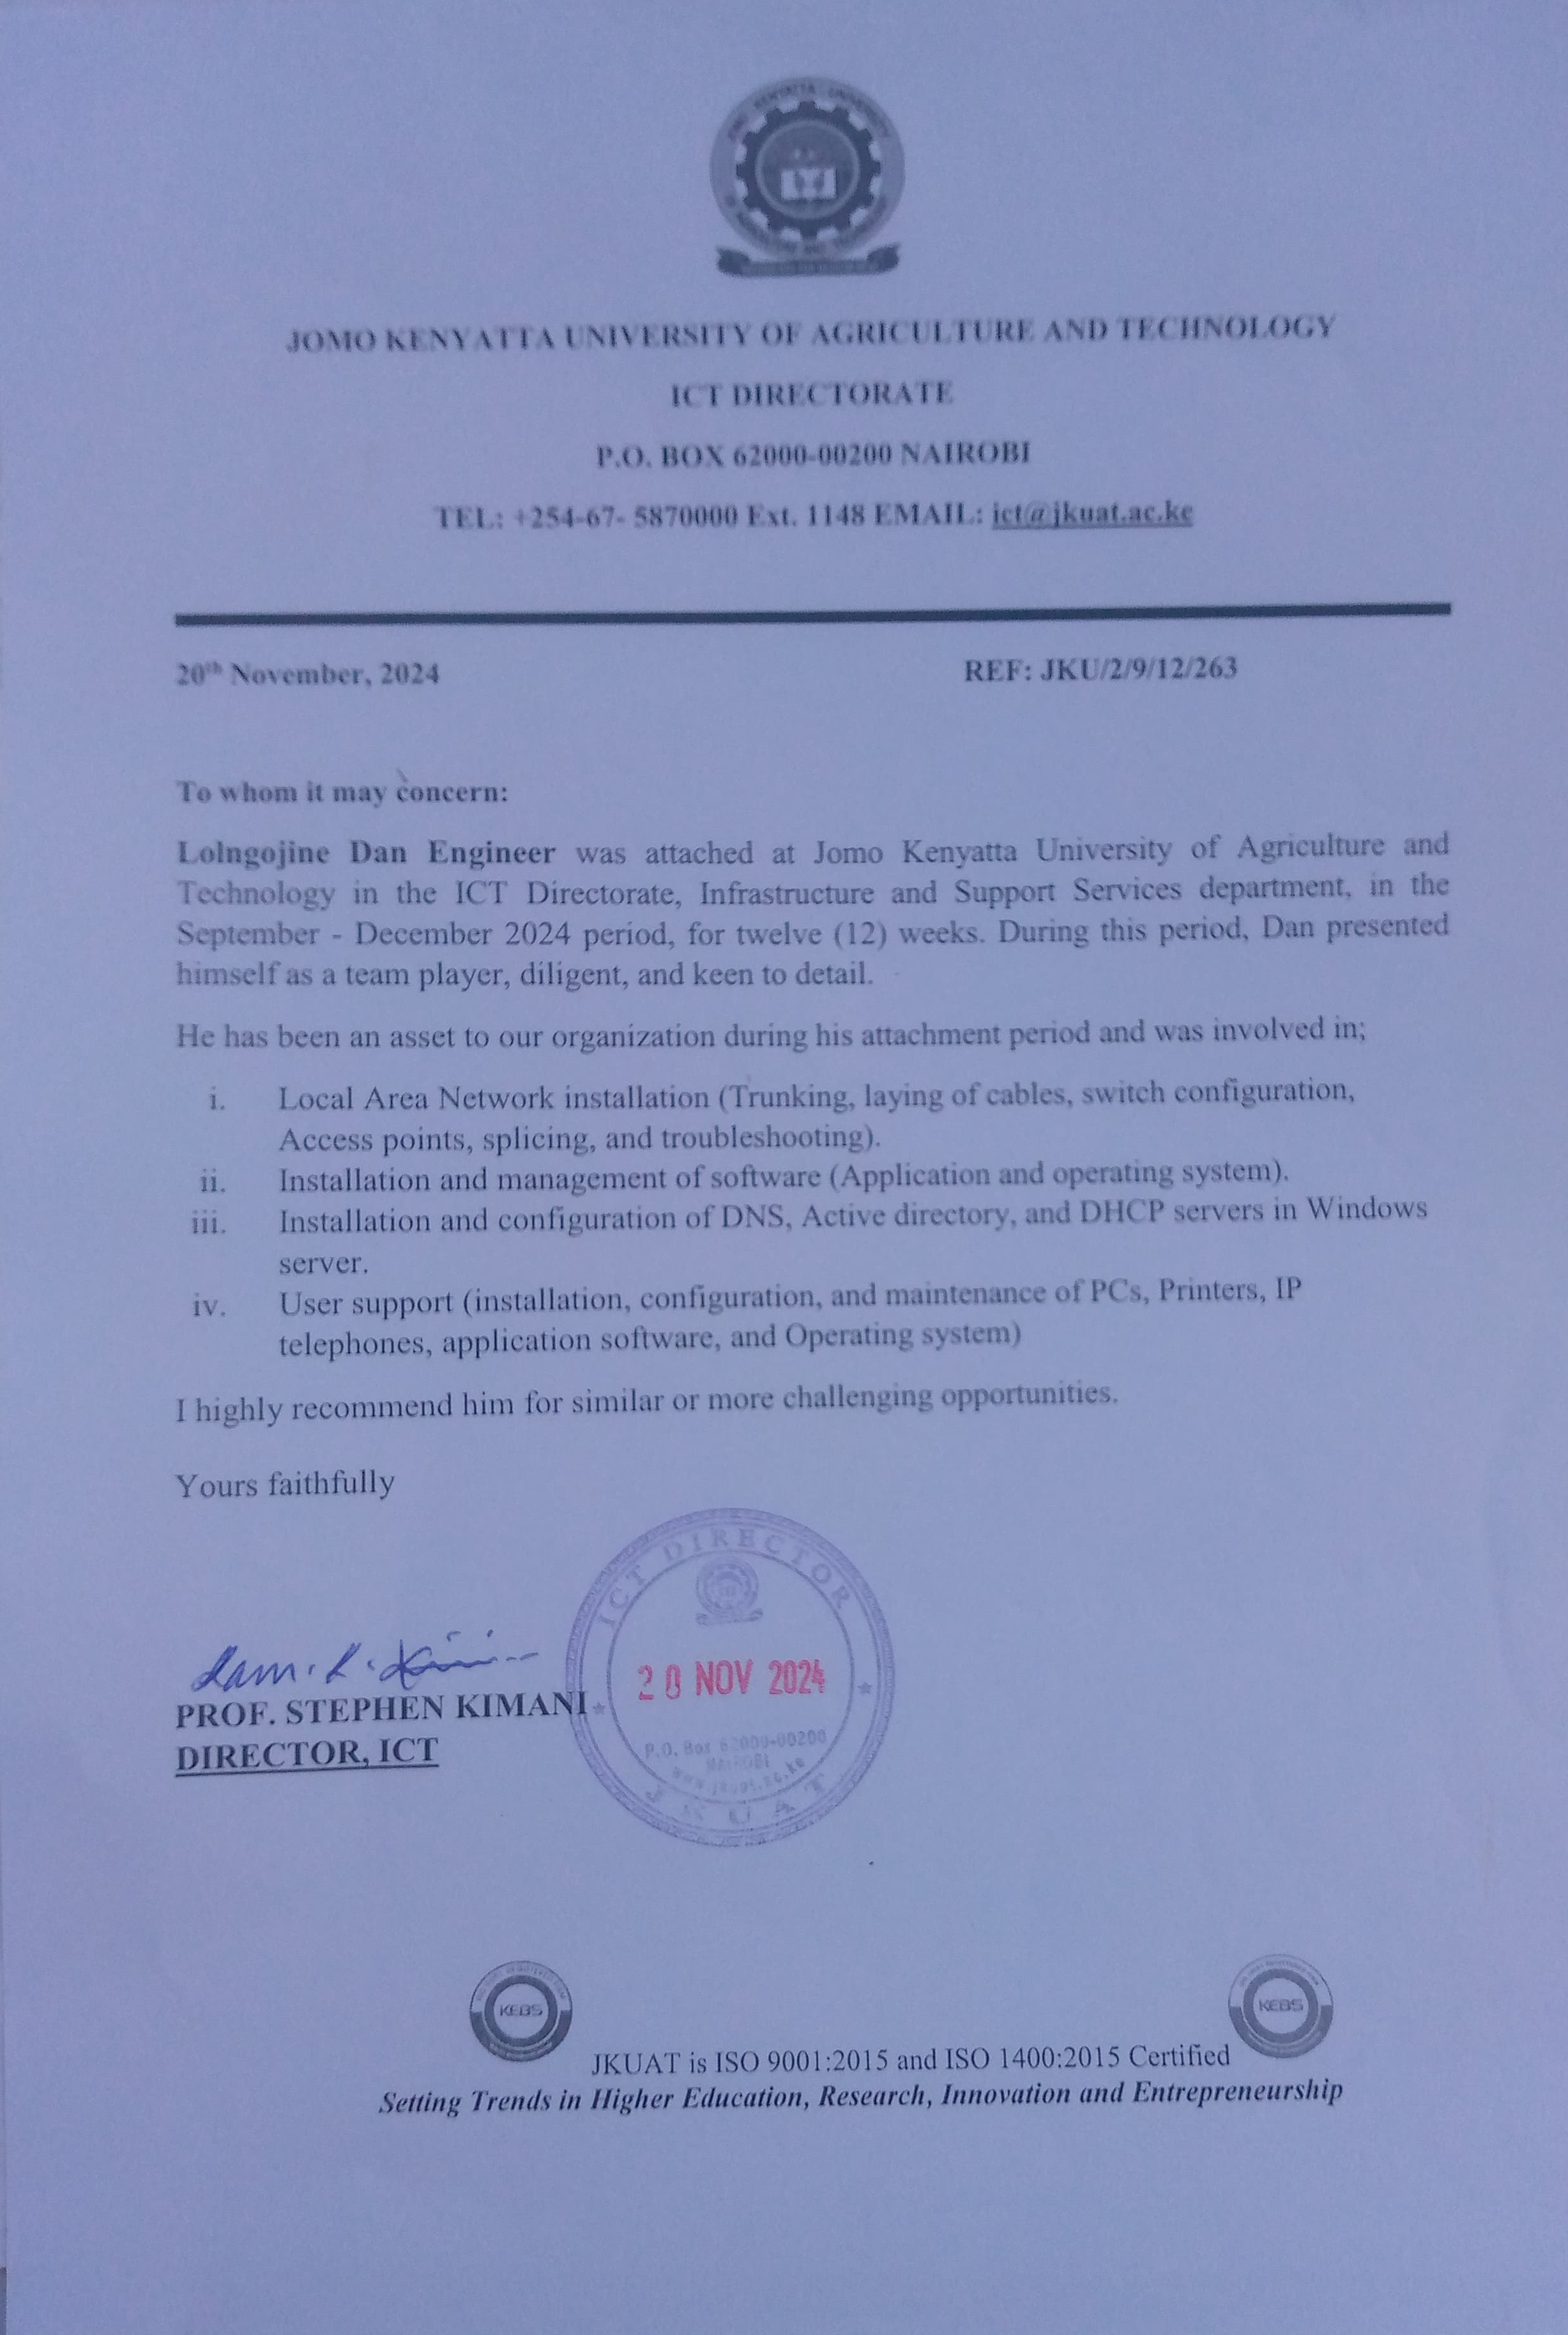 JOMO KENYATTA UNIVERSITY OF AGRICULTURE AND TECHNOLOGY
ICT DIRECTORATE
P.O. BOX 62000-00200 NAIROBI
TEL: +254-67- 5870000 Ext. 1148 EMAIL: ict@jkuat.ac.ke
20th November, 2024 REF: JKU/2/9/12/263
To whom it may concern:
Lolngojine Dan Engineer was attached at Jomo Kenyatta University of Agriculture and
Technology in the ICT Directorate, Infrastructure and Support Services department, in the
September - December 2024 period, for twelve (12) weeks. During this period, Dan presented
himself as a team player, diligent, and keen to detail.
He has been an asset to our organization during his attachment period and was involved in;
i. Local Area Network installation (Trunking, laying of cables, switch configuration,
Access points, splicing, and troubleshooting).
ii. Installation and management of software (Application and operating system).
iii. Installation and configuration of DNS, Active directory, and DHCP servers in Windows
server.
iv. User support (installation, configuration, and maintenance of PCs, Printers, IP
telephones, application software, and Operating system)
I highly recommend him for similar or more challenging opportunities.
Yours faithfully
PROF. STEPHEN KIMANI
DIRECTOR, ICT
ICT DIRECTOR
20 NOV 2024
P.O. Box 62000-00200
NAIROBI
www.jkuat.ac.ke
JKUAT
KEBS
KEBS
JKUAT is ISO 9001:2015 and ISO 1400:2015 Certified
Setting Trends in Higher Education, Research, Innovation and Entrepreneurship